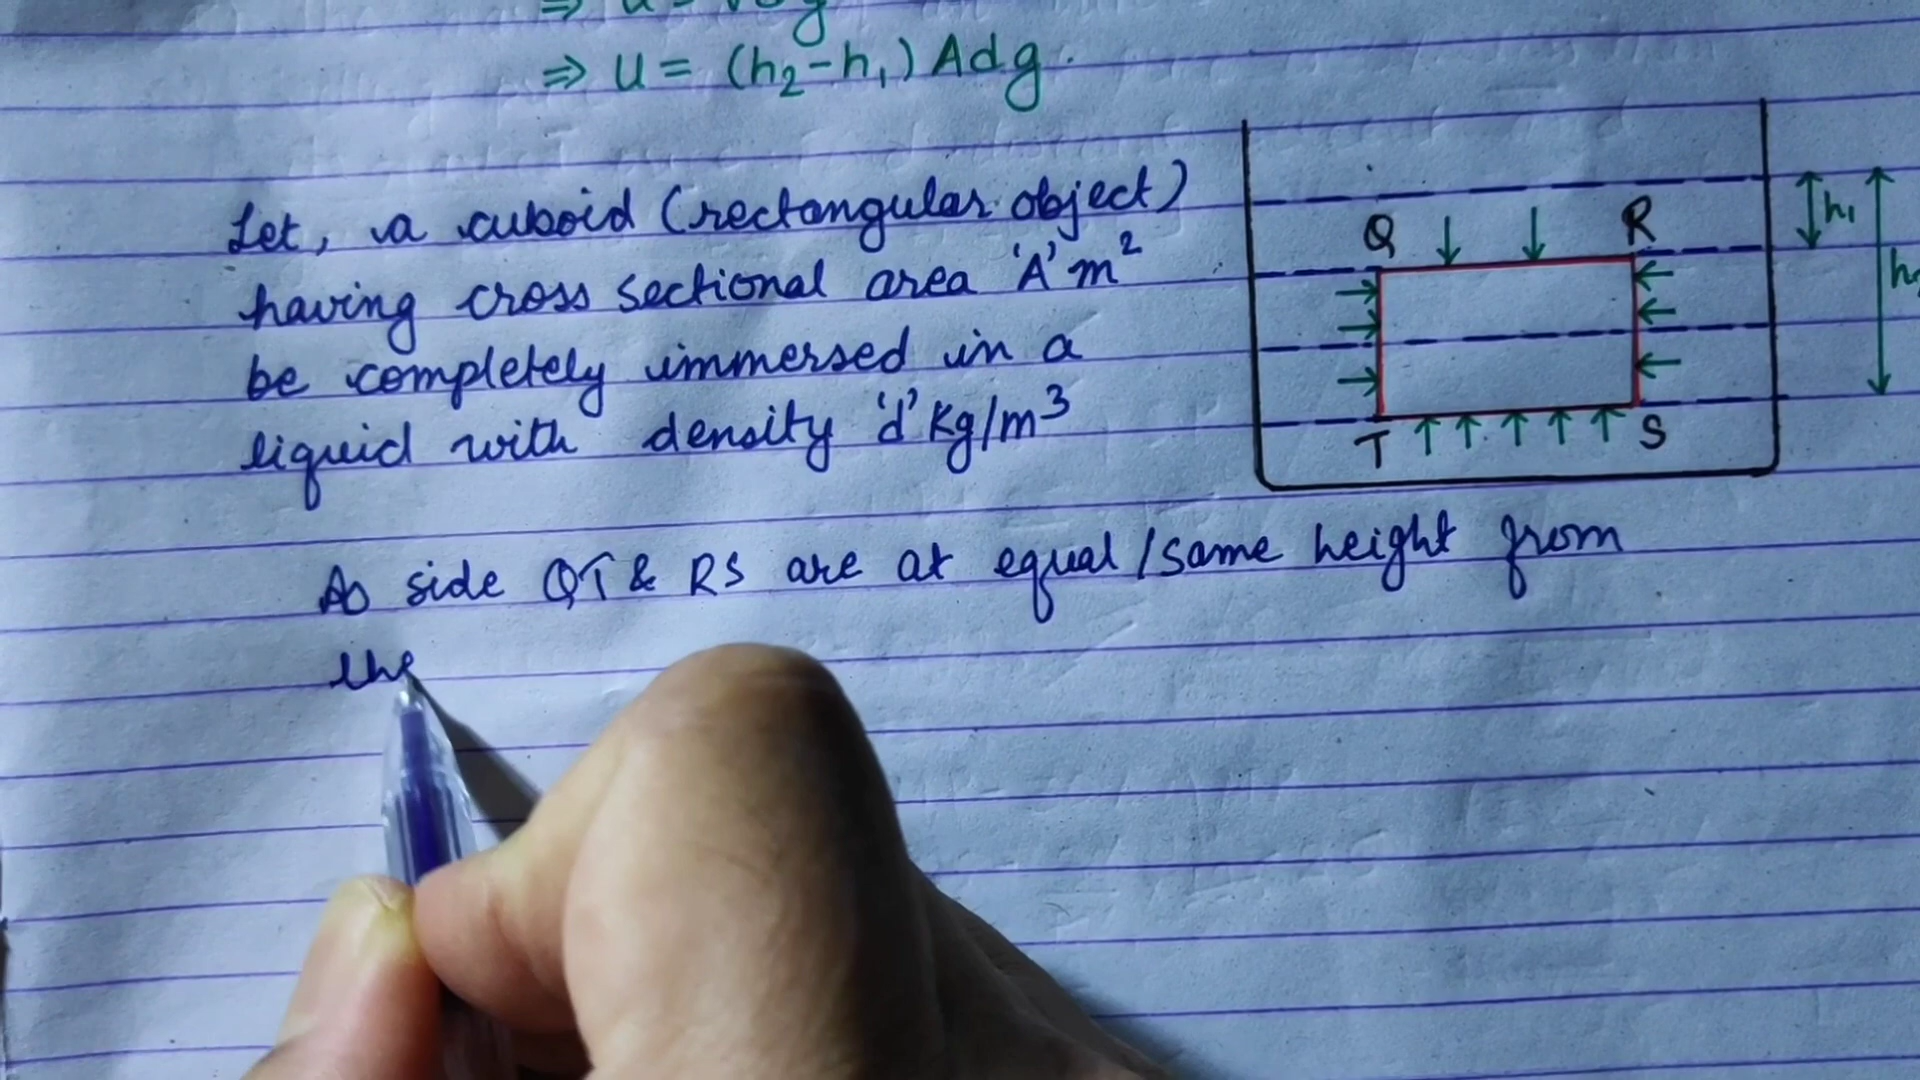 ⇒ U = (h₂-h₁) Adg.
Let, a cuboid (rectangular object)
having cross sectional area 'A' m²
be completely immersed in a
liquid with density 'd' Kg/m³
Q
R
T
S
h₁
As side QT & RS are at equal/same height from
the